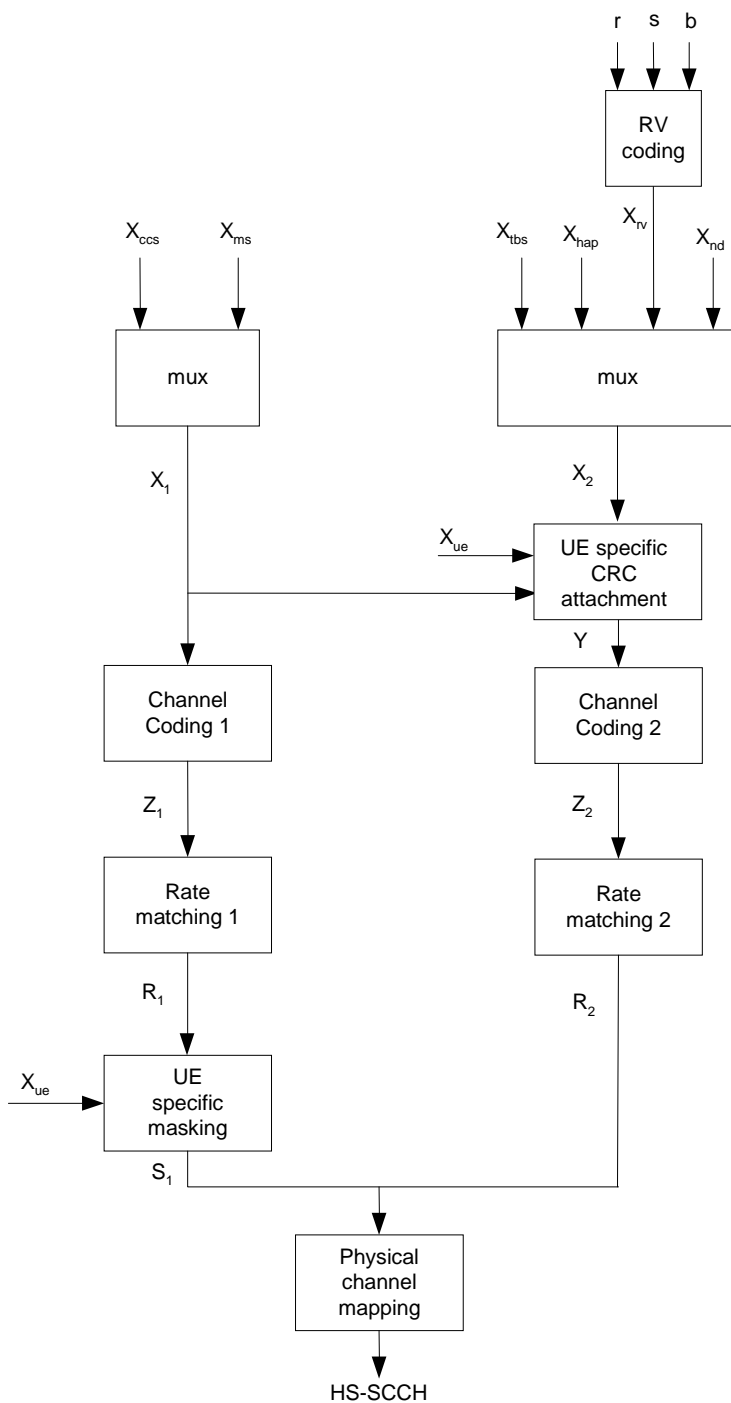 r s b
RV
coding
X_ccs X_ms X_tbs X_hap X_rv X_nd
mux mux
X_1 X_2
X_ue
UE specific
CRC
attachment
Y
Channel
Coding 1
Channel
Coding 2
Z_1 Z_2
Rate
matching 1
Rate
matching 2
R_1 R_2
X_ue
UE
specific
masking
S_1
Physical
channel
mapping
HS-SCCH